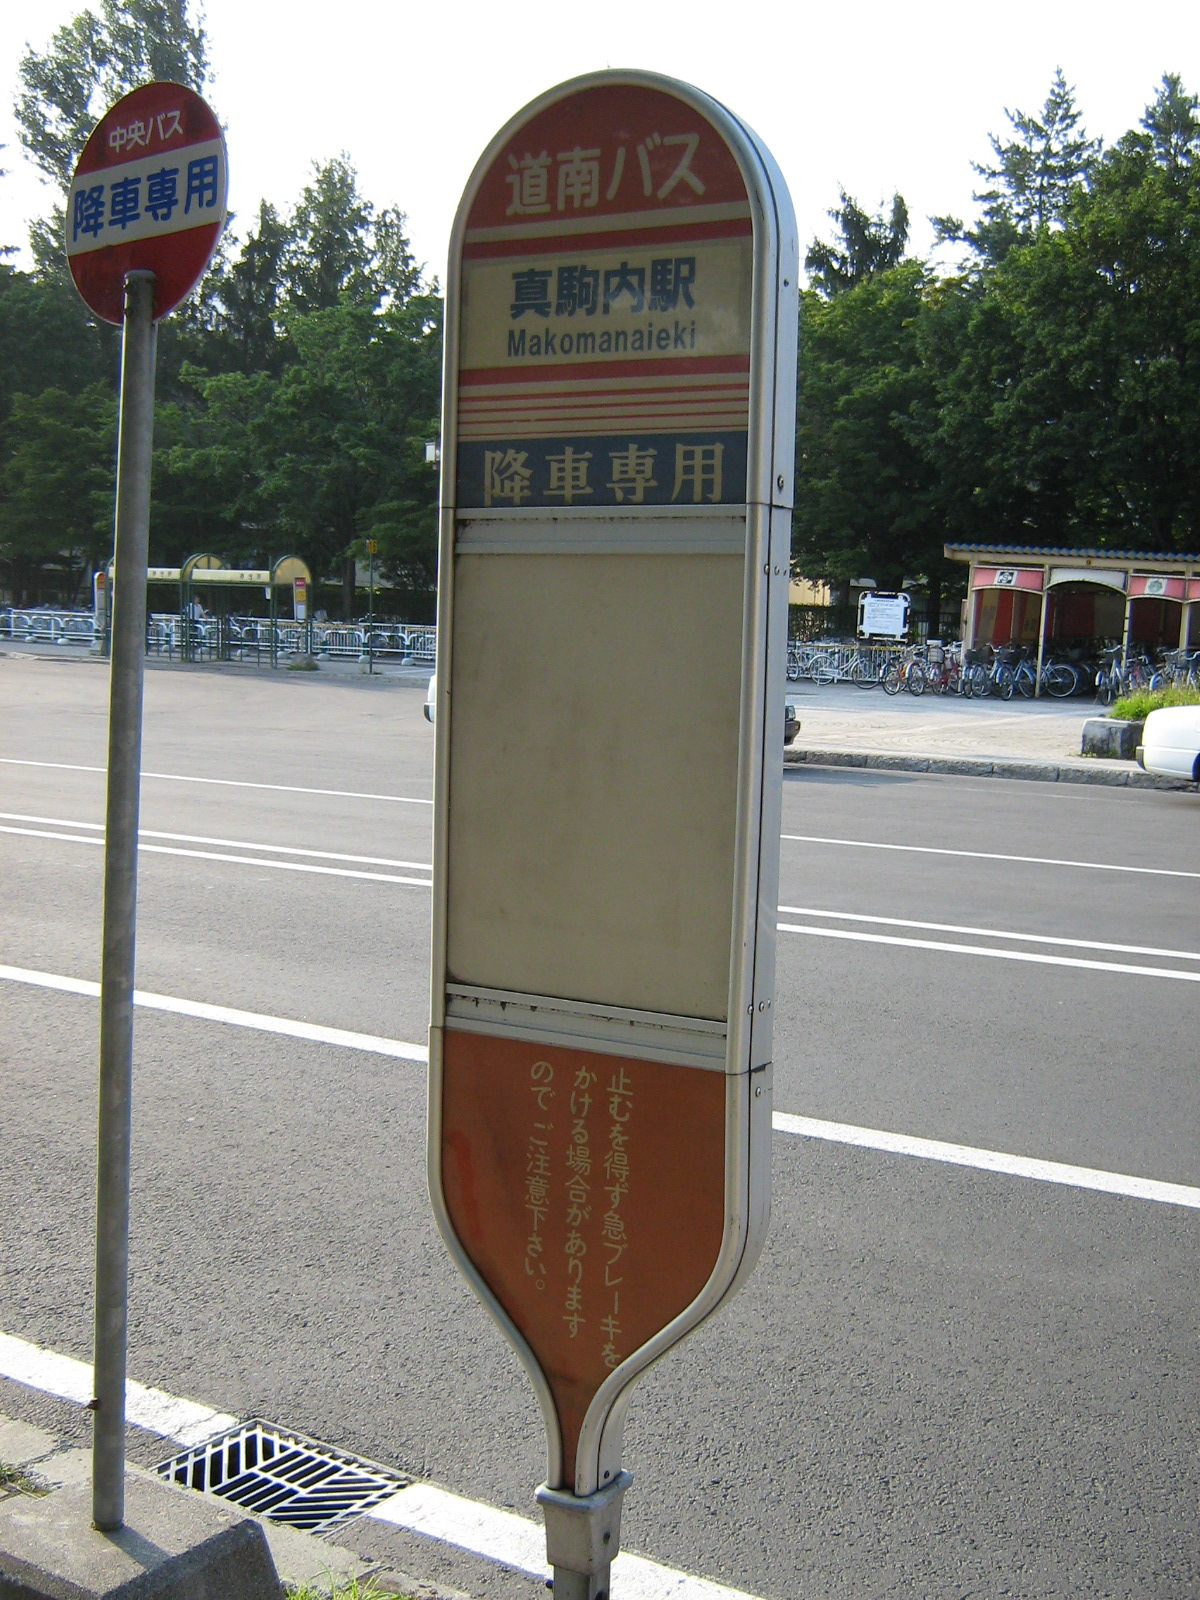 中央バス
降車専用
道南バス
真駒内駅
Makomanaieki
降車専用
止むを得ず急ブレーキを
かける場合があります
のでご注意下さい。